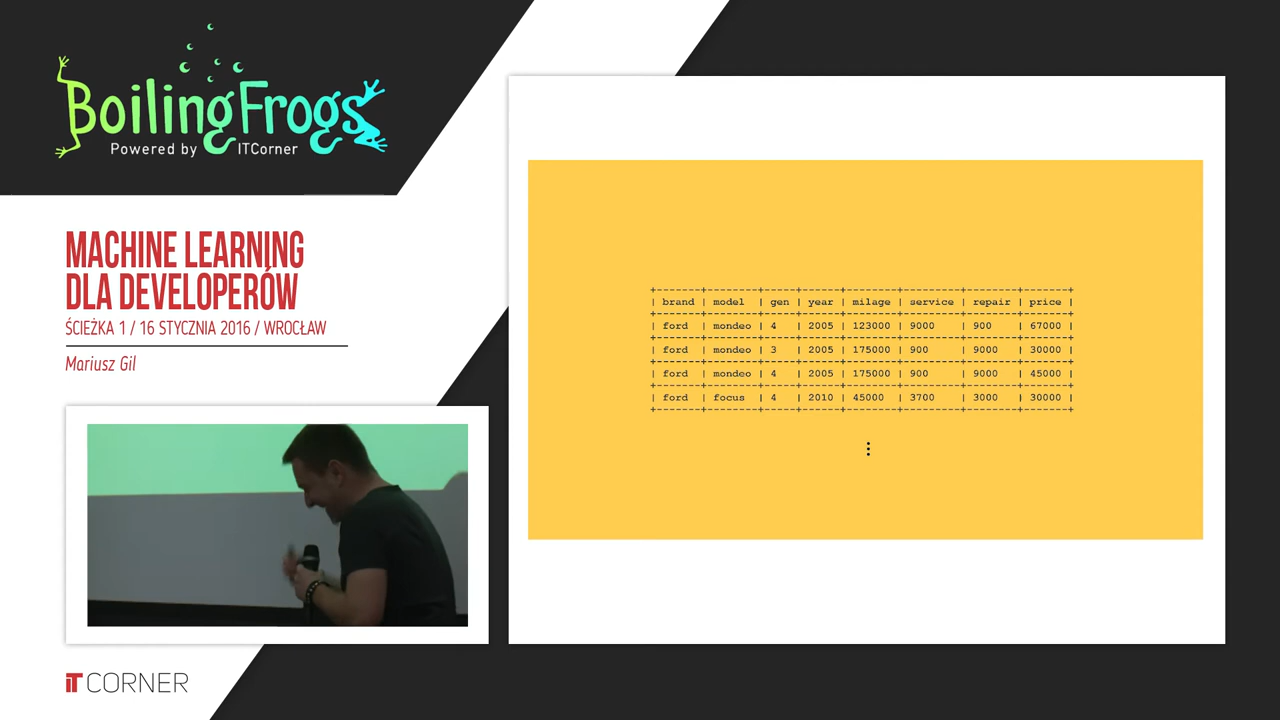 BoilingFrogs
Powered by ITCorner
MACHINE LEARNING
DLA DEVELOPERÓW
ŚCIEŻKA 1 / 16 STYCZNIA 2016 / WROCŁAW
Mariusz Gil
| brand | model | gen | year | milage | service | repair | price |
| ford | mondeo | 4 | 2005 | 123000 | 9000 | 900 | 67000 |
| ford | mondeo | 3 | 2005 | 175000 | 900 | 9000 | 30000 |
| ford | mondeo | 4 | 2005 | 175000 | 900 | 9000 | 45000 |
| ford | focus | 4 | 2010 | 45000 | 3700 | 3000 | 30000 |
iT CORNER